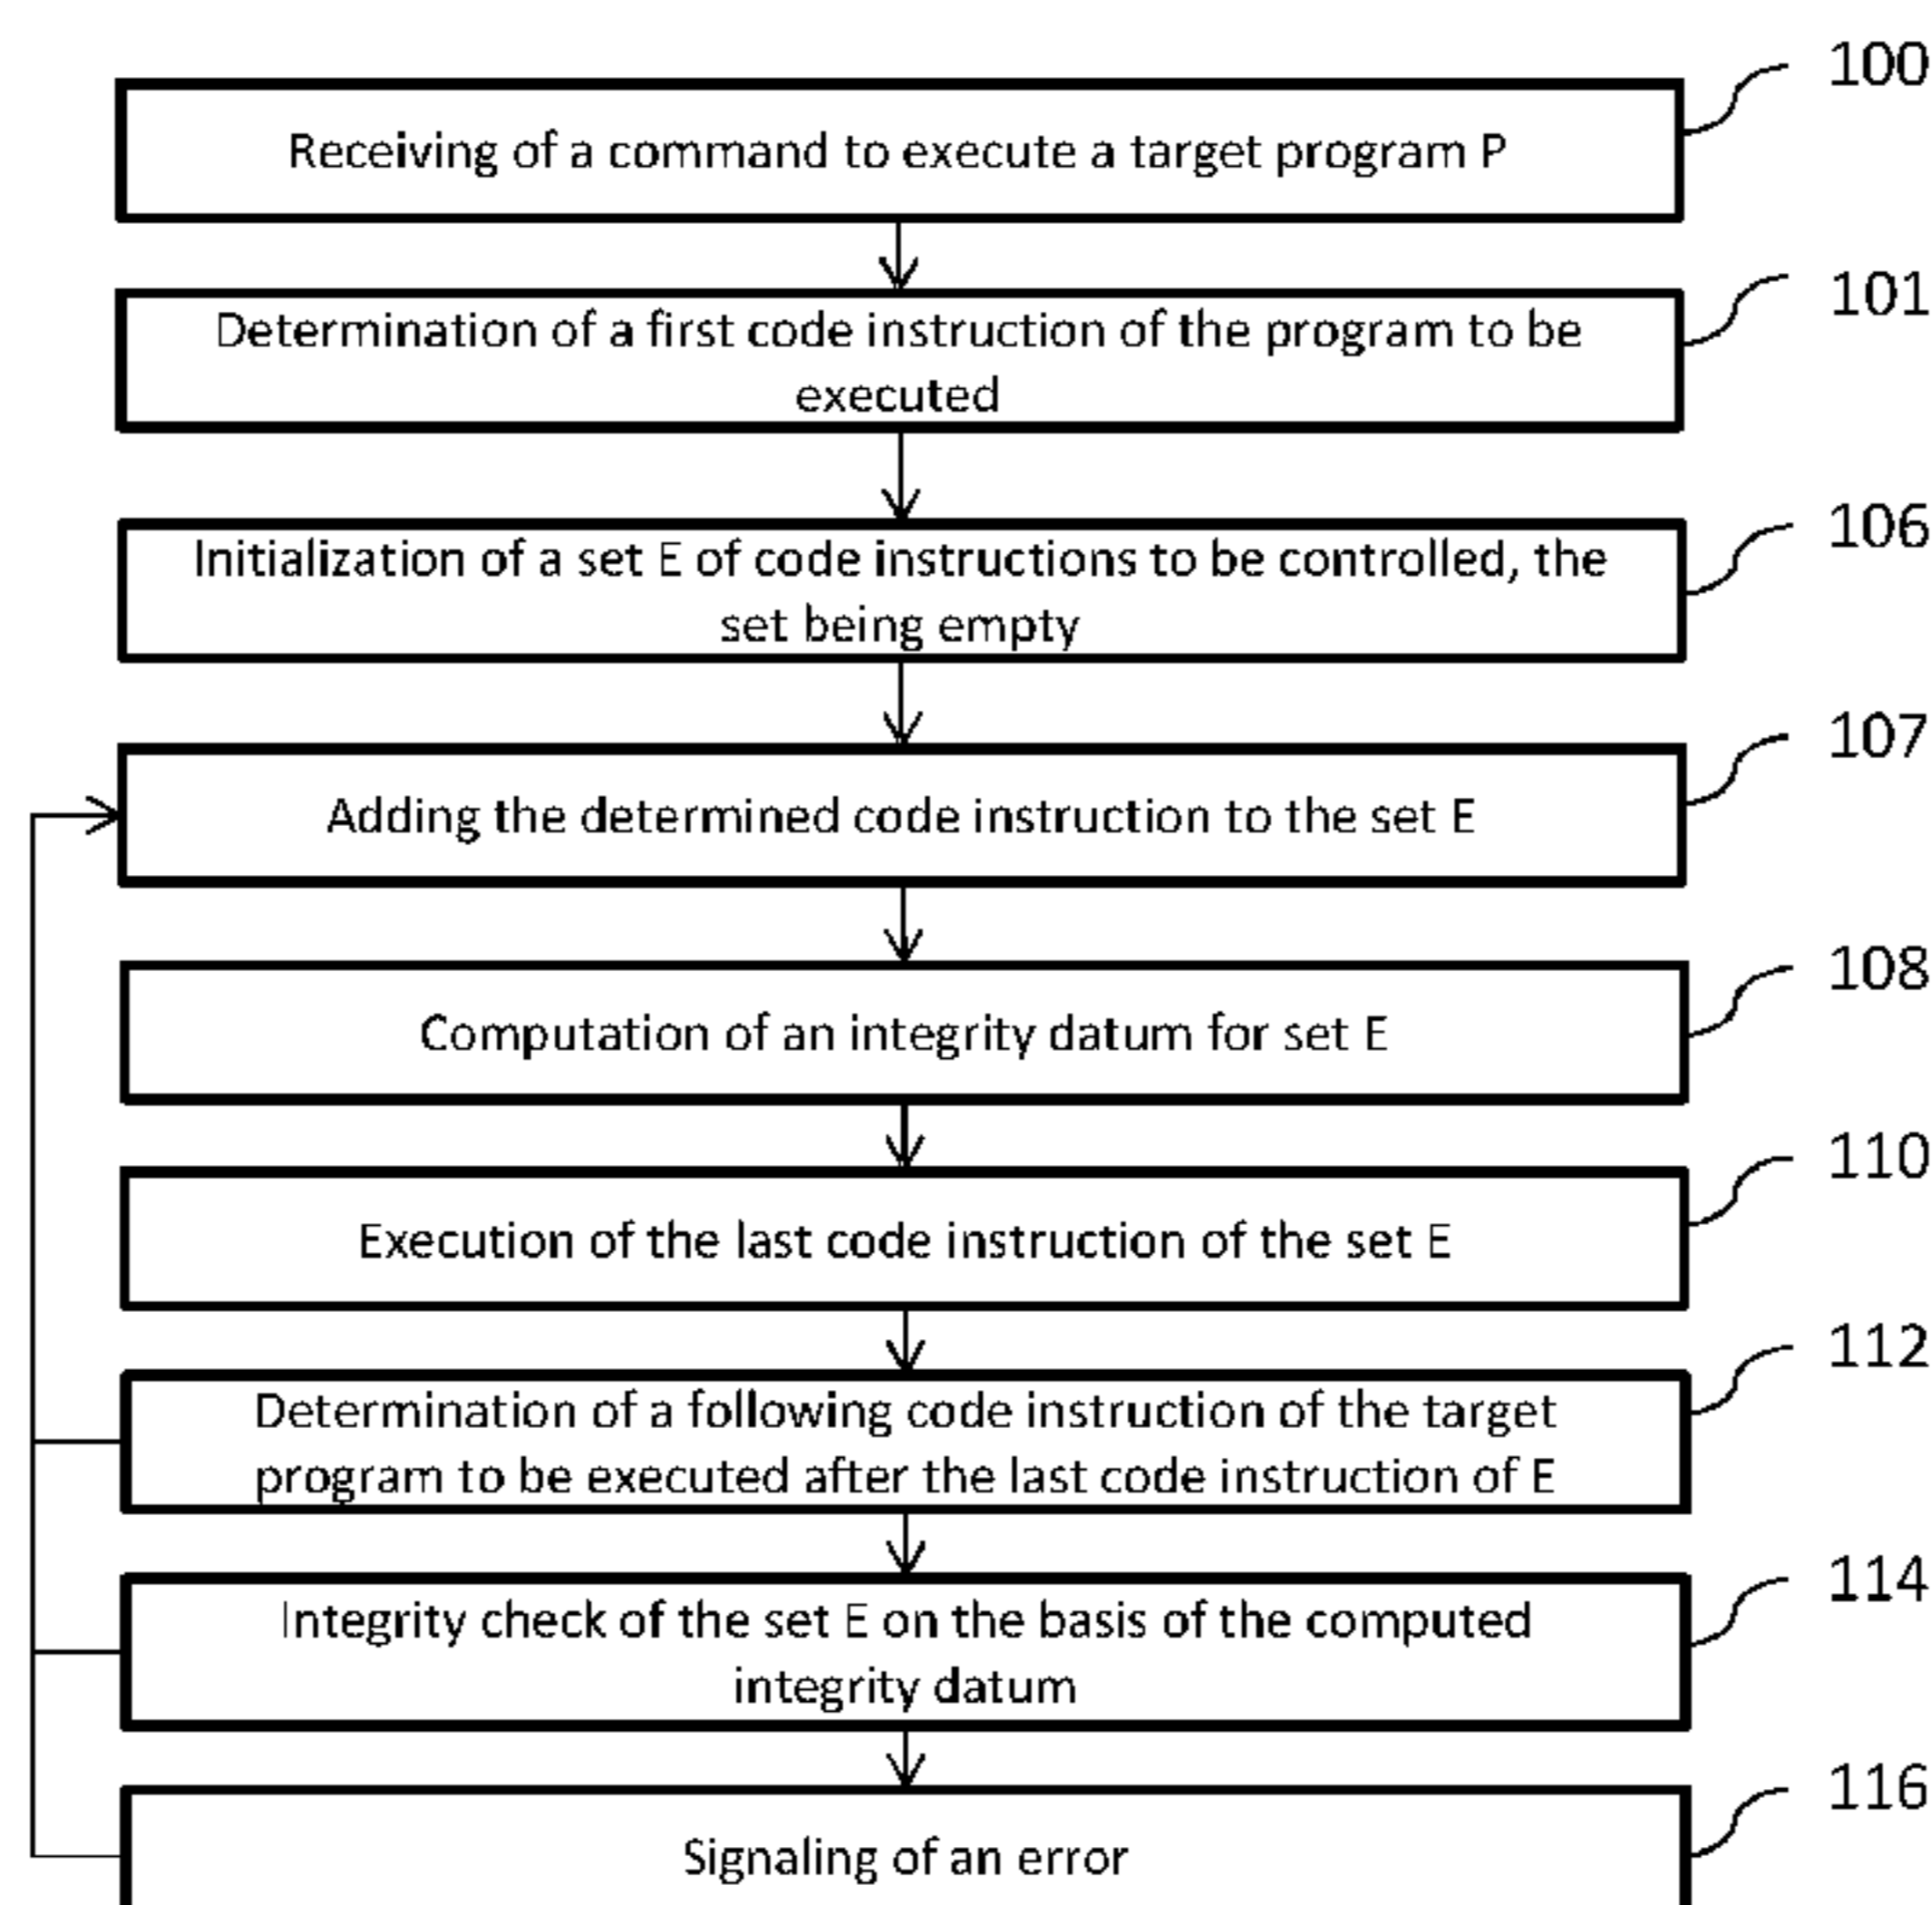 100
Receiving of a command to execute a target program P
101
Determination of a first code instruction of the program to be
executed
106
Initialization of a set E of code instructions to be controlled, the
set being empty
107
Adding the determined code instruction to the set E
108
Computation of an integrity datum for set E
110
Execution of the last code instruction of the set E
112
Determination of a following code instruction of the target
program to be executed after the last code instruction of E
114
Integrity check of the set E on the basis of the computed
integrity datum
116
Signaling of an error